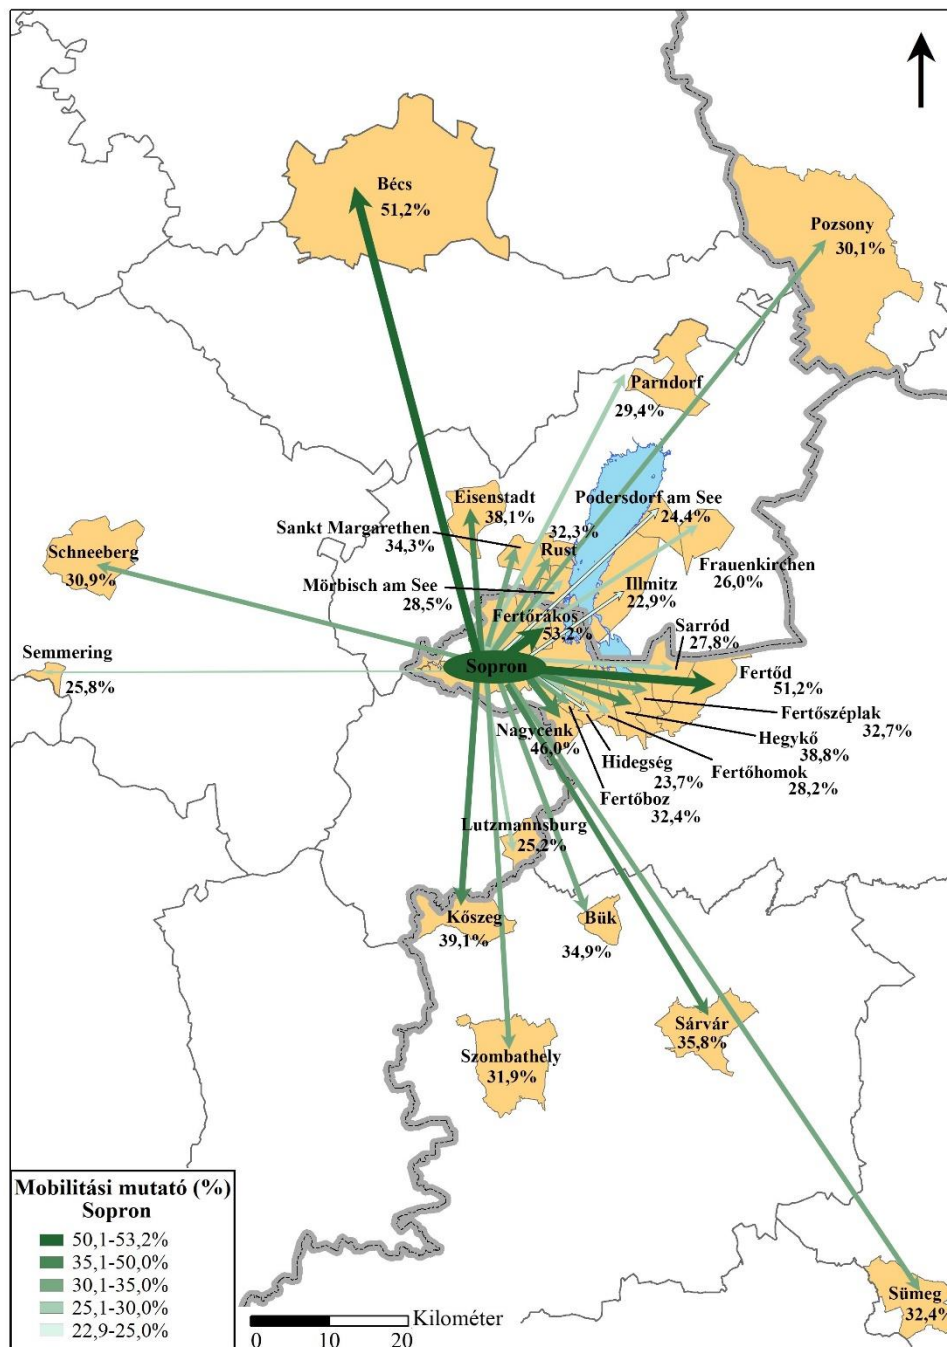 Bécs
51,2%
Pozsony
30,1%
Parndorf
29,4%
Eisenstadt
38,1%
Podersdorf am See
24,4%
Sankt Margarethen
34,3%
32,3%
Rust
Schneeberg
30,9%
Frauenkirchen
26,0%
Mörbisch am See
28,5%
Illmitz
22,9%
Fertőrákos
53,2%
Sarród
27,8%
Semmering
25,8%
Sopron
Fertőd
51,2%
Fertőszéplak
32,7%
Nagycenk
46,0%
Hegykő
38,8%
Hidegség
23,7%
Fertőhomok
28,2%
Fertőboz
32,4%
Lutzmannsburg
25,2%
Kőszeg
39,1%
Bük
34,9%
Sárvár
35,8%
Szombathely
31,9%
Sümeg
32,4%
Mobilitási mutató (%)
Sopron
50,1-53,2%
35,1-50,0%
30,1-35,0%
25,1-30,0%
22,9-25,0%
Kilométer
0 10 20